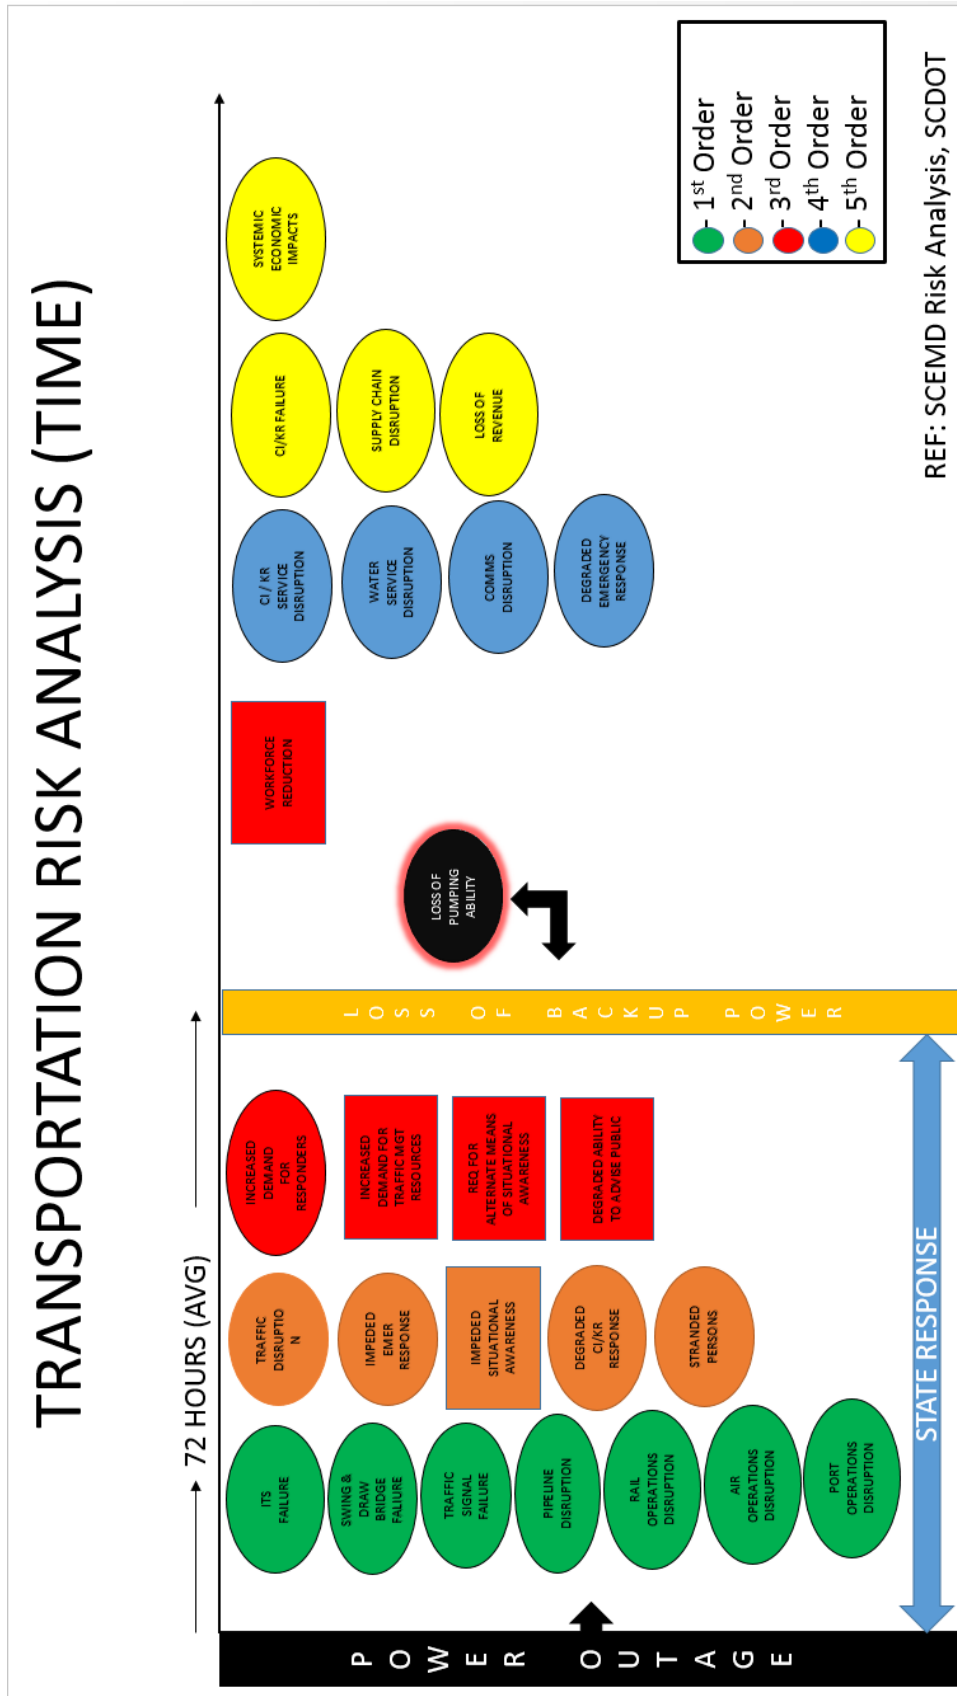 TRANSPORTATION RISK ANALYSIS (TIME)
72 HOURS (AVG)
POWER OUTAGE
ITS
FAILURE
SWING &
DRAW
BRIDGE
FALIURE
TRAFFIC
SIGNAL
FAILURE
PIPELINE
DISRUPTION
RAIL
OPERATIONS
DISRUPTION
AIR
OPERATIONS
DISRUPTION
PORT
OPERATIONS
DISRUPTION
TRAFFIC
DISRUPTIO
N
IMPEDED
EMER
RESPONSE
IMPEDED
SITUATIONAL
AWARENESS
DEGRADED
CI/KR
RESPONSE
STRANDED
PERSONS
INCREASED
DEMAND
FOR
RESPONDERS
INCREASED
DEMAND FOR
TRAFFIC MGT
RESOURCES
REQ FOR
ALTERNATE MEANS
OF SITUATIONAL
AWARENESS
DEGRADED ABILITY
TO ADVISE PUBLIC
LOSS OF BACKUP POWER
STATE RESPONSE
LOSS OF
PUMPING
ABILITY
WORKFORCE
REDUCTION
CI / KR
SERVICE
DISRUPTION
WATER
SERVICE
DISRUPTION
COMMS
DISRUPTION
DEGRADED
EMERGENCY
RESPONSE
CI/KR FAILURE
SUPPLY CHAIN
DISRUPTION
LOSS OF
REVENUE
SYSTEMIC
ECONOMIC
IMPACTS
- 1st Order
- 2nd Order
- 3rd Order
- 4th Order
- 5th Order
REF: SCEMD Risk Analysis, SCDOT